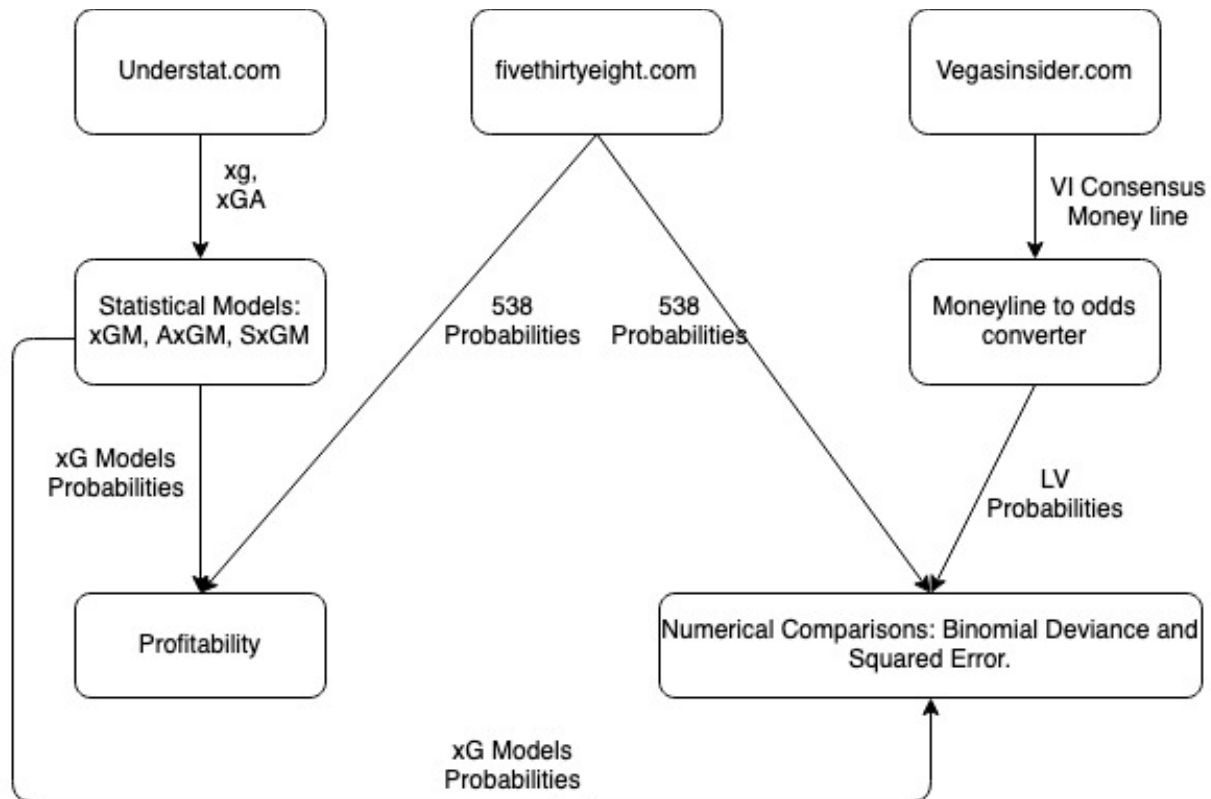 Understat.com
fivethirtyeight.com
Vegasinsider.com
xg,
xGA
VI Consensus
Money line
Statistical Models:
xGM, AxGM, SxGM
538
Probabilities
538
Probabilities
Moneyline to odds
converter
xG Models
Probabilities
LV
Probabilities
Profitability
Numerical Comparisons: Binomial Deviance and
Squared Error.
xG Models
Probabilities